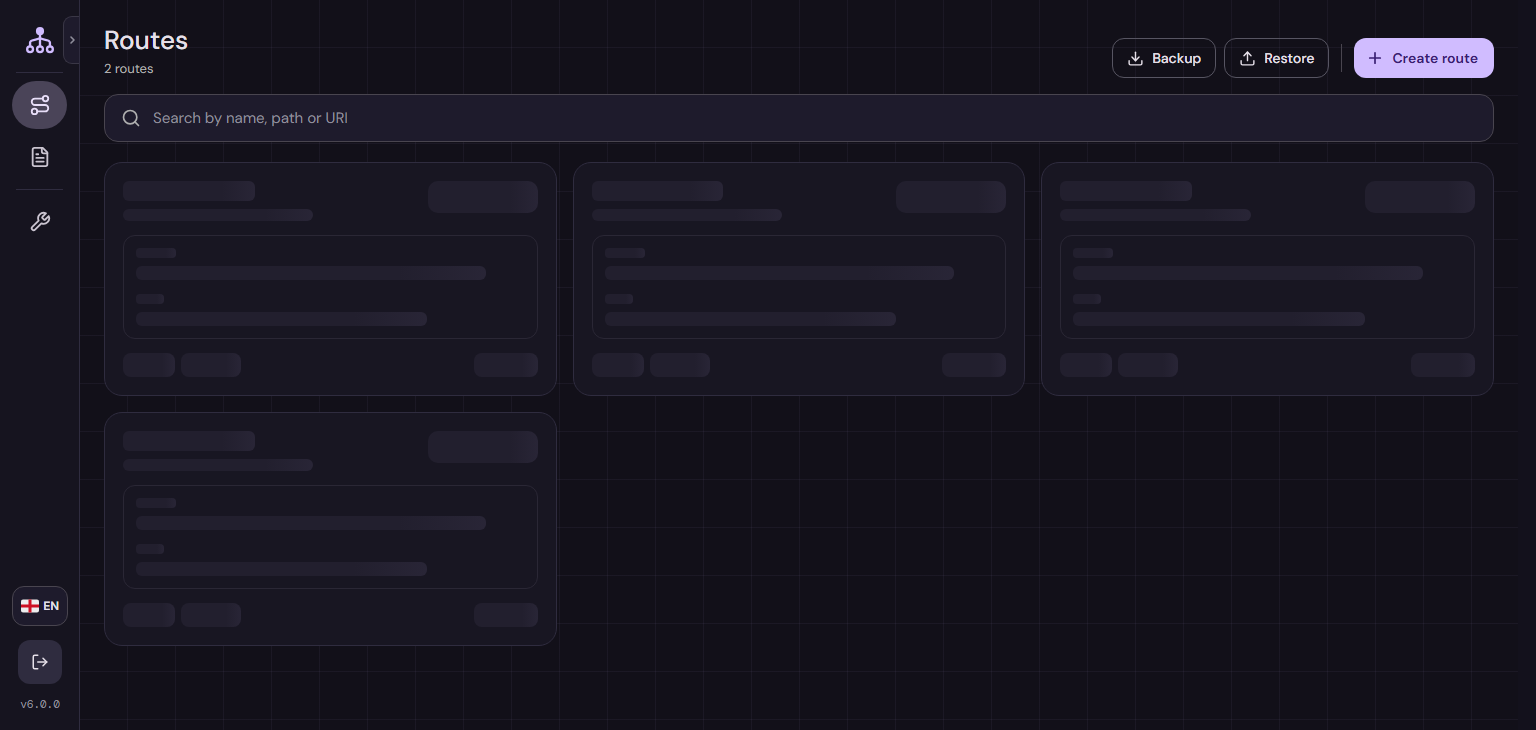 Routes
2 routes
Backup
Restore
Create route
Search by name, path or URI
EN
v6.0.0